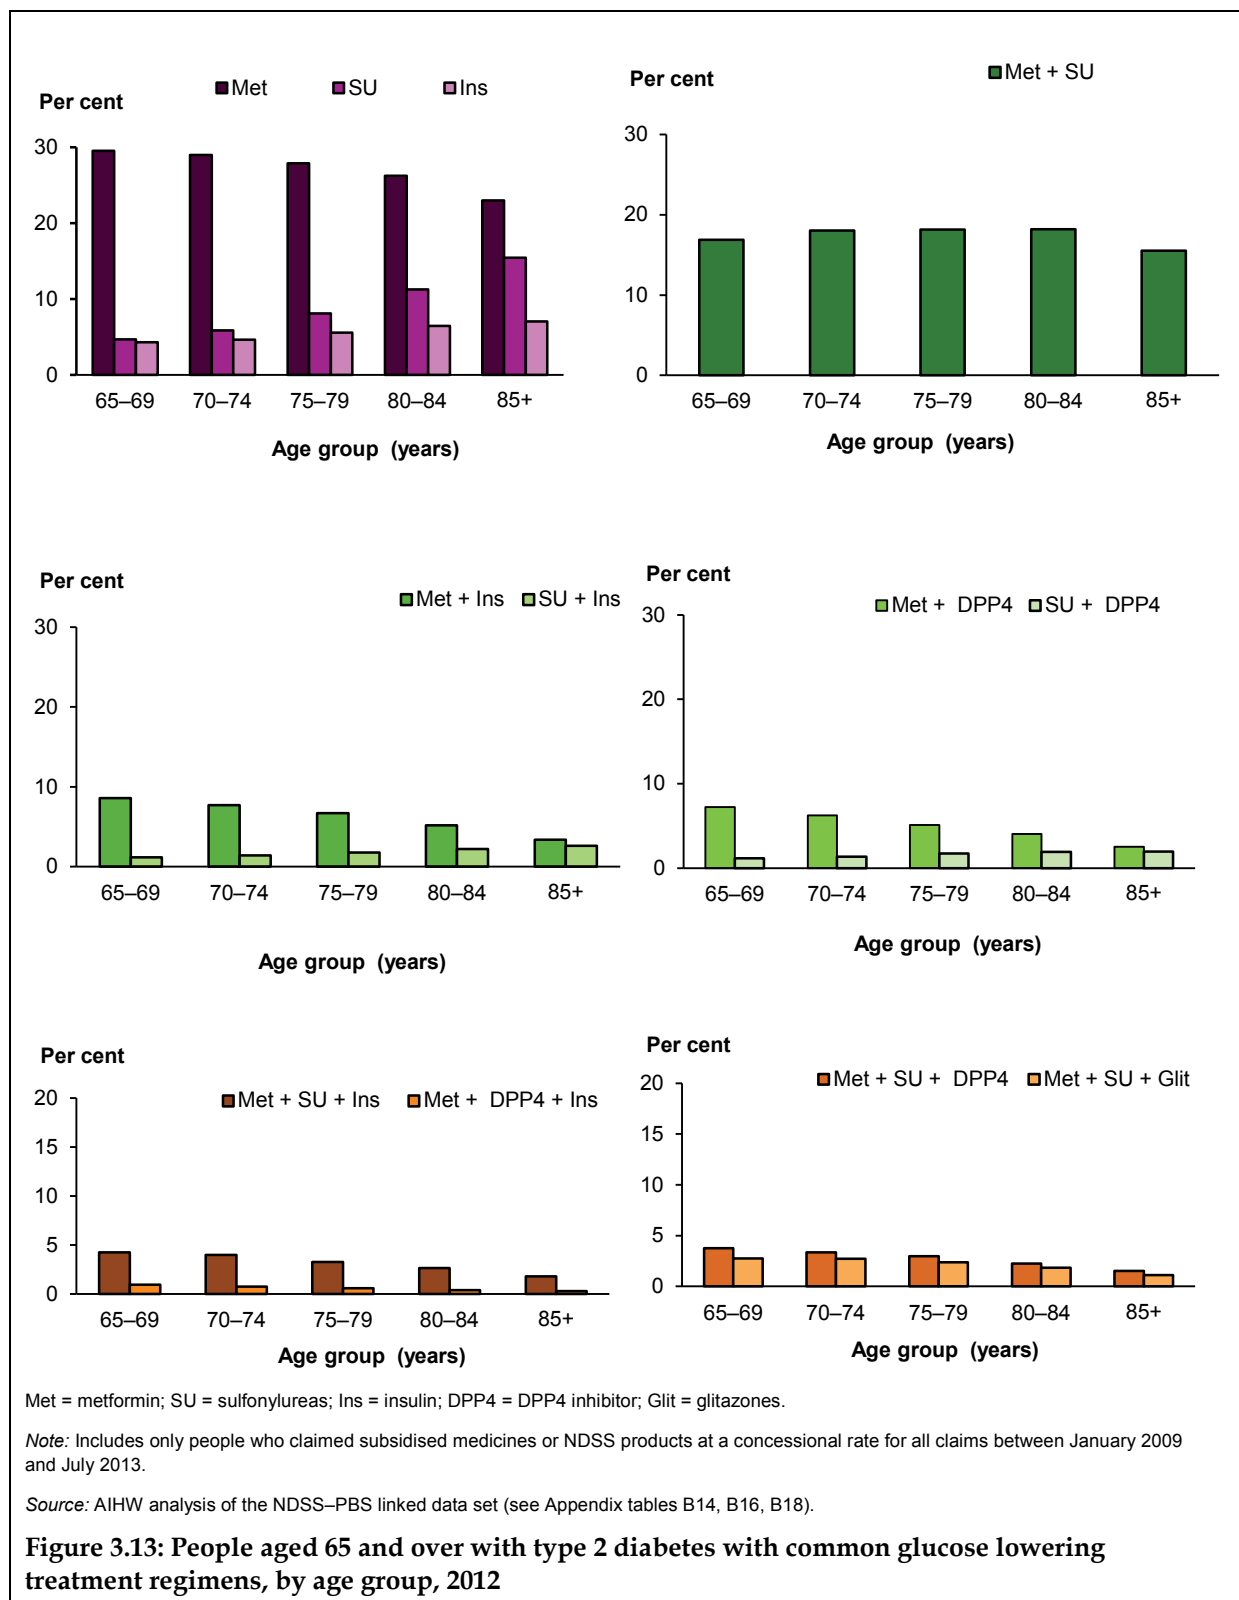 Met SU Ins
Per cent
30
20
10
0
65–69 70–74 75–79 80–84 85+
Age group (years)
Met + SU
30
20
10
0
65–69 70–74 75–79 80–84 85+
Age group (years)
Per cent
Met + Ins SU + Ins
30
20
10
0
65–69 70–74 75–79 80–84 85+
Age group (years)
Per cent
Met + DPP4 SU + DPP4
30
20
10
0
65–69 70–74 75–79 80–84 85+
Age group (years)
Per cent
Met + SU + Ins Met + DPP4 + Ins
20
15
10
5
0
65–69 70–74 75–79 80–84 85+
Age group (years)
Per cent
Met + SU + DPP4 Met + SU + Glit
20
15
10
5
0
65–69 70–74 75–79 80–84 85+
Age group (years)
Met = metformin; SU = sulfonylureas; Ins = insulin; DPP4 = DPP4 inhibitor; Glit = glitazones.
Note: Includes only people who claimed subsidised medicines or NDSS products at a concessional rate for all claims between January 2009
and July 2013.
Source: AIHW analysis of the NDSS–PBS linked data set (see Appendix tables B14, B16, B18).
Figure 3.13: People aged 65 and over with type 2 diabetes with common glucose lowering
treatment regimens, by age group, 2012